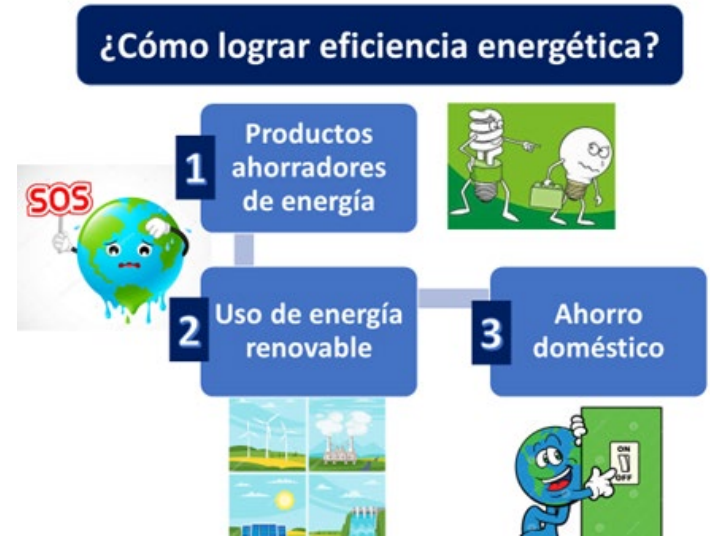 ¿Cómo lograr eficiencia energética?
1
Productos
ahorradores
de energía
SOS
2
Uso de energía
renovable
3
Ahorro
doméstico
ON
OFF